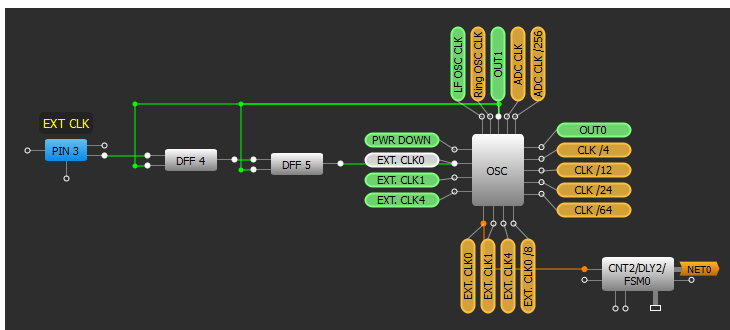 LF OSC CLK
Ring OSC CLK
OUT1
ADC CLK
ADC CLK /256
EXT CLK
PIN 3
DFF 4
DFF 5
PWR DOWN
EXT. CLK0
EXT. CLK1
EXT. CLK4
OSC
OUT0
CLK /4
CLK /12
CLK /24
CLK /64
EXT. CLK0
EXT. CLK1
EXT. CLK4
EXT. CLK0 /8
CNT2/DLY2/
FSM0
NET0